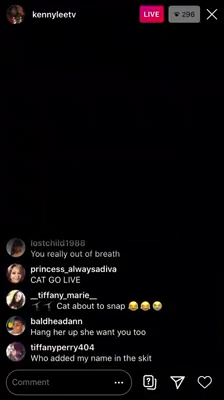 kennyleetv
LIVE
296
lostchild1988
You really out of breath
princess_alwaysadiva
CAT GO LIVE
__tiffany_marie__
Cat about to snap 😂😂😭
baldheadann
Hang her up she want you too
tiffanyperry404
Who added my name in the skit
Comment